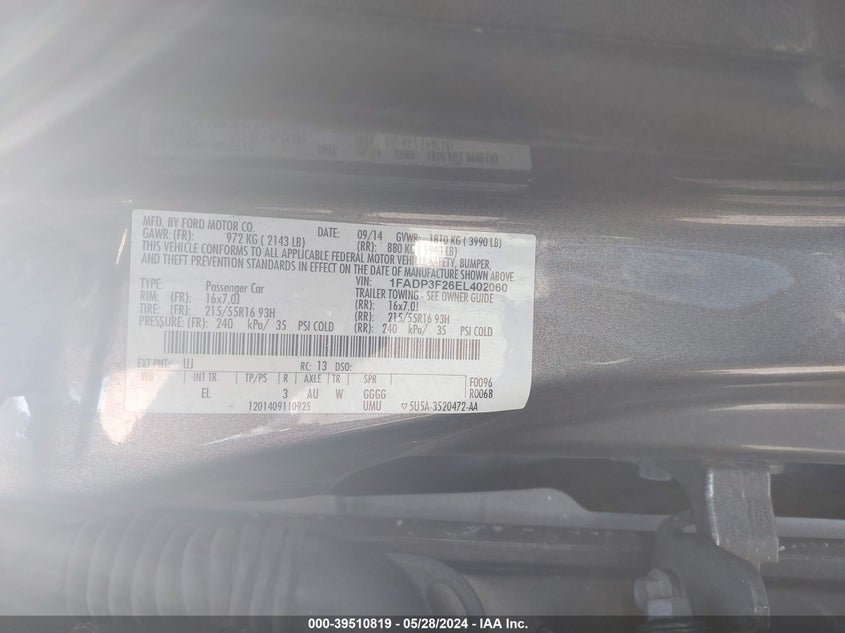 MFD. BY FORD MOTOR CO. DATE: 09/14 GVWR: 1810 KG ( 3990 LB)
GAWR: (FR): 972 KG ( 2143 LB) (RR): 880 KG LB)
THIS VEHICLE CONFORMS TO ALL APPLICABLE FEDERAL MOTOR VEHICLE SAFETY, BUMPER,
AND THEFT PREVENTION STANDARDS IN EFFECT ON THE DATE OF MANUFACTURE SHOWN ABOVE.
VIN: 1FADP3F26EL402060
TYPE: Passenger Car TRAILER TOWING - SEE OWNER GUIDE
RIM: (FR): 16x7.0J (RR): 16x7.0J
TIRE: (FR): 215/55R16 93H (RR): 215/55R16 93H
PRESSURE: (FR): 240 kPa/ 35 PSI COLD (RR): 240 kPa/ 35 PSI COLD
EXT PNT: UJ RC: 13 DSO:
WB INT TR TP/PS R AXLE TR SPR F0096
EL 3 AU W GGGG R0068
1201409110925 UMU ▽5U5A-3520472-AA
000-39510819 - 05/28/2024 - IAA Inc.